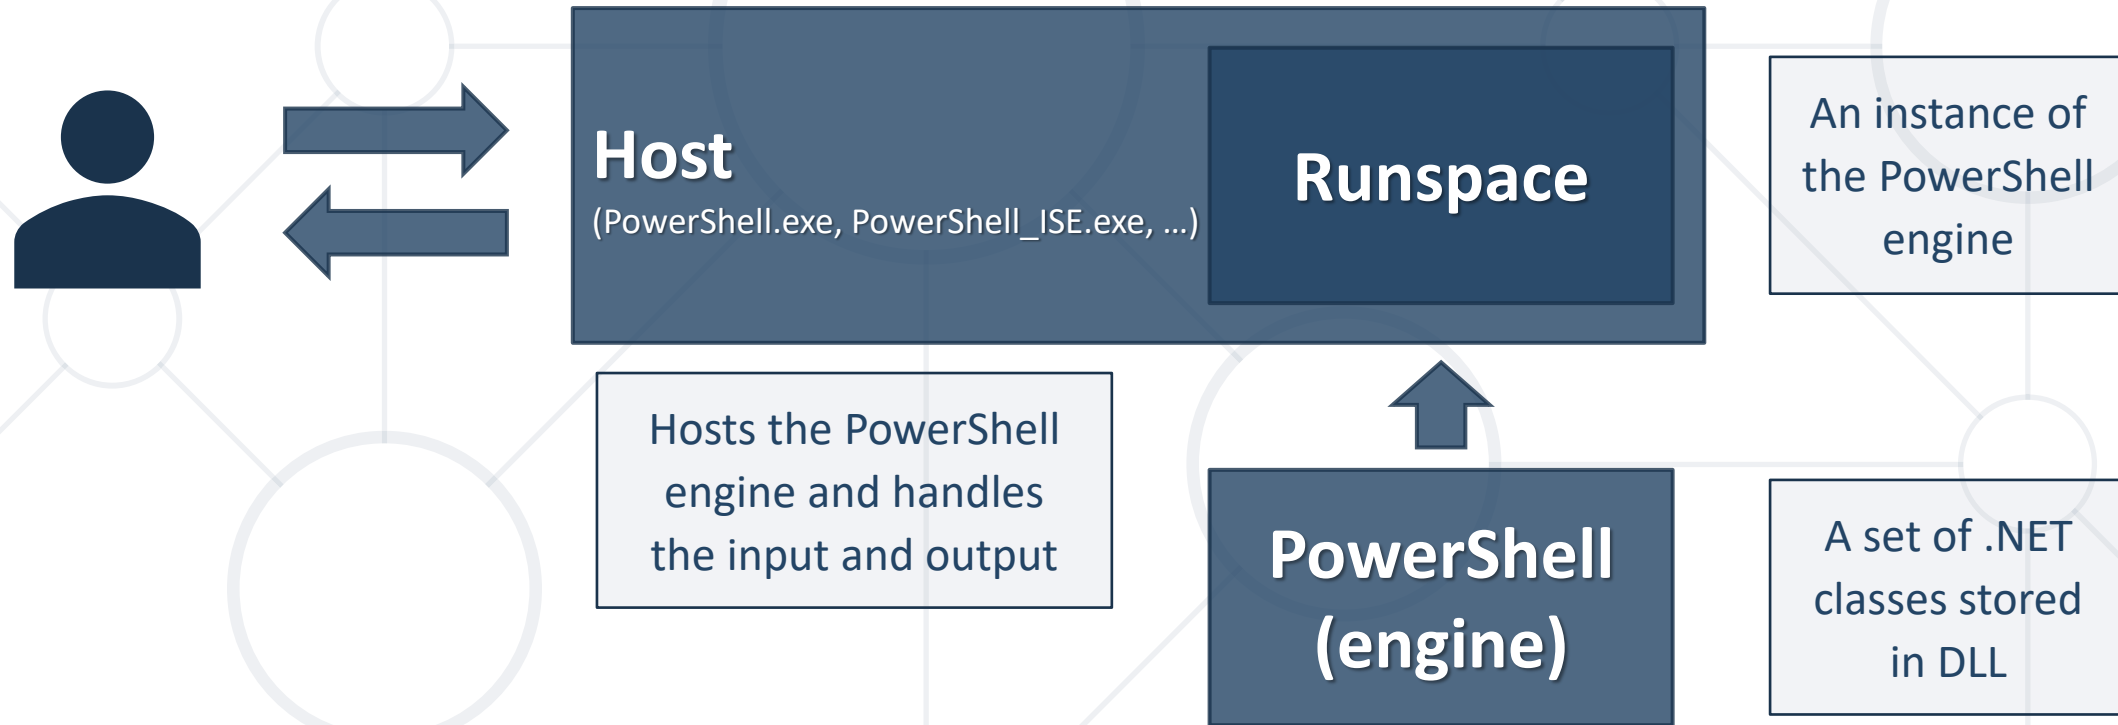 Host
(PowerShell.exe, PowerShell_ISE.exe, …)
Runspace
An instance of
the PowerShell
engine
Hosts the PowerShell
engine and handles
the input and output
PowerShell
(engine)
A set of .NET
classes stored
in DLL